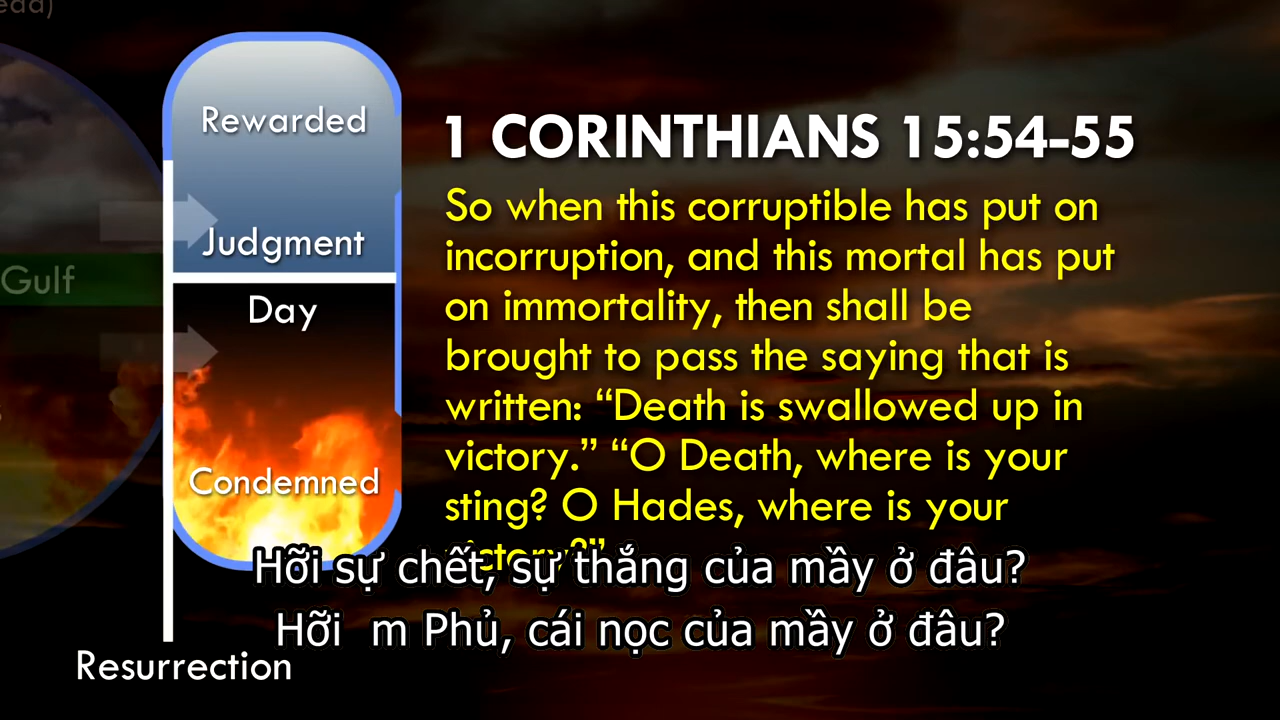 ead)
Rewarded
Judgment
Day
Gulf
Condemned
Resurrection
1 CORINTHIANS 15:54-55
So when this corruptible has put on
incorruption, and this mortal has put
on immortality, then shall be
brought to pass the saying that is
written: “Death is swallowed up in
victory.” “O Death, where is your
sting? O Hades, where is your
victory?”
Hỡi sự chết, sự thắng của mầy ở đâu?
Hỡi  m Phủ, cái nọc của mầy ở đâu?